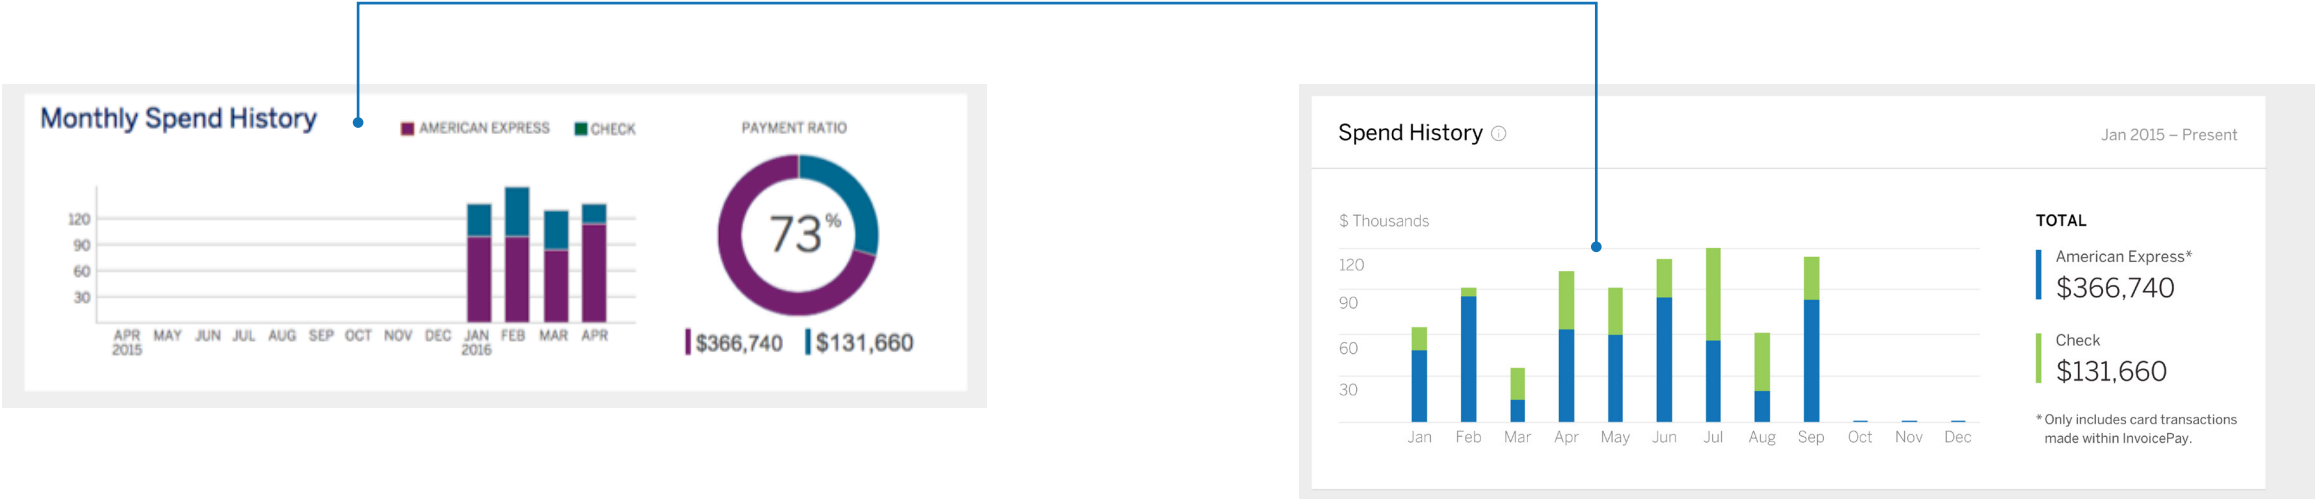 Monthly Spend History
AMERICAN EXPRESS
CHECK
PAYMENT RATIO
120
90
60
30
APR MAY JUN JUL AUG SEP OCT NOV DEC JAN FEB MAR APR
2015 2016
73%
$366,740 $131,660
Spend History
Jan 2015 – Present
$ Thousands
120
90
60
30
Jan Feb Mar Apr May Jun Jul Aug Sep Oct Nov Dec
TOTAL
American Express*
$366,740
Check
$131,660
* Only includes card transactions
made within InvoicePay.